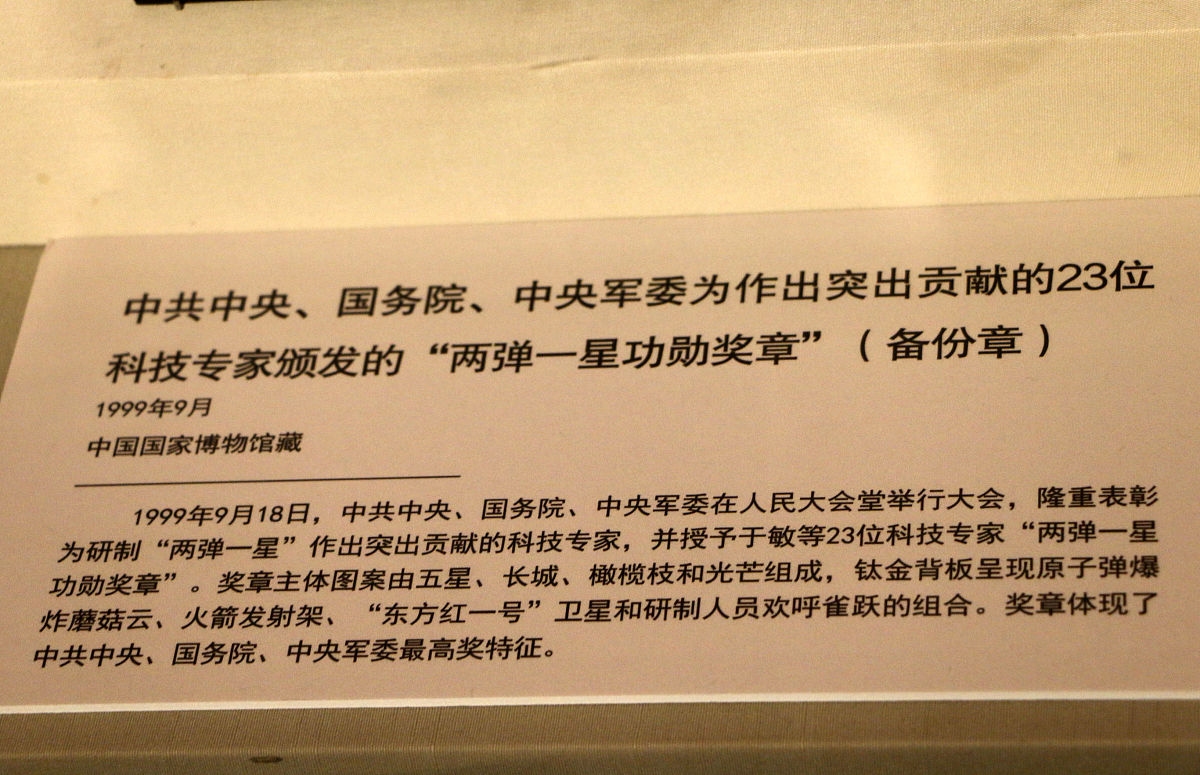 中共中央、国务院、中央军委为作出突出贡献的23位
科技专家颁发的“两弹一星功勋奖章”（备份章）
1999年9月
中国国家博物馆藏
1999年9月18日，中共中央、国务院、中央军委在人民大会堂举行大会，隆重表彰
为研制“两弹一星”作出突出贡献的科技专家，并授予于敏等23位科技专家“两弹一星
功勋奖章”。奖章主体图案由五星、长城、橄榄枝和光芒组成，钛金背板呈现原子弹爆
炸蘑菇云、火箭发射架、“东方红一号”卫星和研制人员欢呼雀跃的组合。奖章体现了
中共中央、国务院、中央军委最高奖特征。